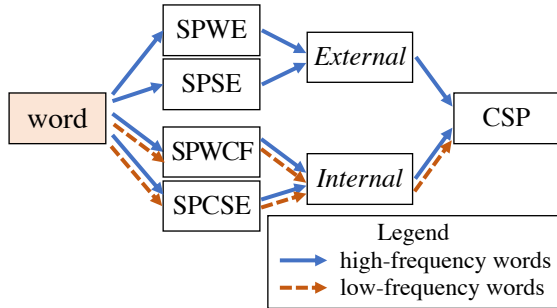 SPWE
External
SPSE
word
CSP
SPWCF
Internal
SPCSE
Legend
high-frequency words
low-frequency words